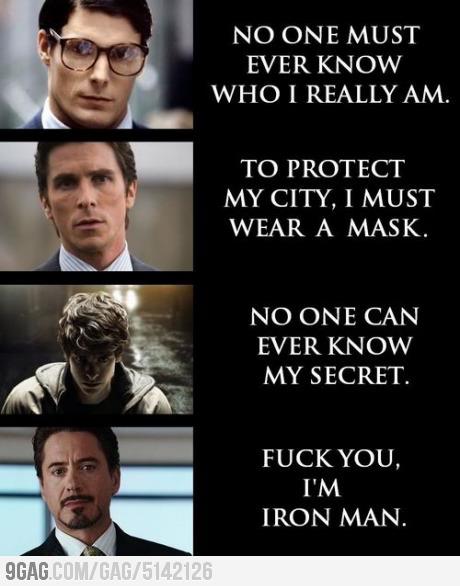 NO ONE MUST
EVER KNOW
WHO I REALLY AM.
TO PROTECT
MY CITY, I MUST
WEAR A MASK.
NO ONE CAN
EVER KNOW
MY SECRET.
FUCK YOU,
I'M
IRON MAN.
9GAG.COM/GAG/5142126